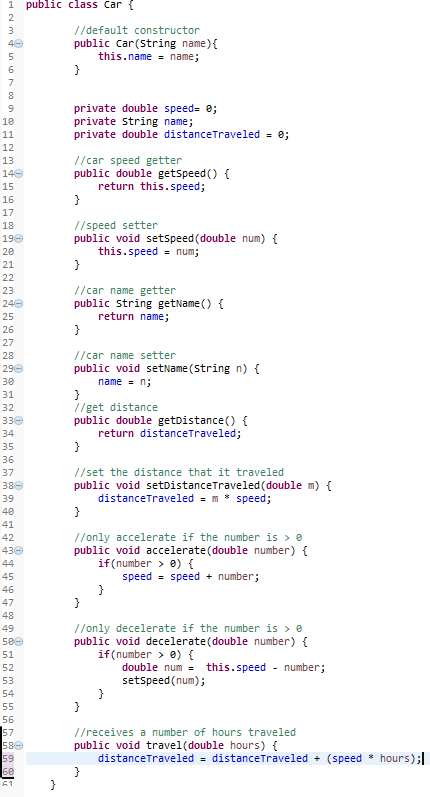 1 public class Car {
2
3 //default constructor
4 public Car(String name){
5 this.name = name;
6 }
7
8
9 private double speed= 0;
10 private String name;
11 private double distanceTraveled = 0;
12
13 //car speed getter
14 public double getSpeed() {
15 return this.speed;
16 }
17
18 //speed setter
19 public void setSpeed(double num) {
20 this.speed = num;
21 }
22
23 //car name getter
24 public String getName() {
25 return name;
26 }
27
28 //car name setter
29 public void setName(String n) {
30 name = n;
31 }
32 //get distance
33 public double getDistance() {
34 return distanceTraveled;
35 }
36
37 //set the distance that it traveled
38 public void setDistanceTraveled(double m) {
39 distanceTraveled = m * speed;
40 }
41
42 //only accelerate if the number is > 0
43 public void accelerate(double number) {
44 if(number > 0) {
45 speed = speed + number;
46 }
47 }
48
49 //only decelerate if the number is > 0
50 public void decelerate(double number) {
51 if(number > 0) {
52 double num = this.speed - number;
53 setSpeed(num);
54 }
55 }
56
57 //receives a number of hours traveled
58 public void travel(double hours) {
59 distanceTraveled = distanceTraveled + (speed * hours);
60 }
61 }